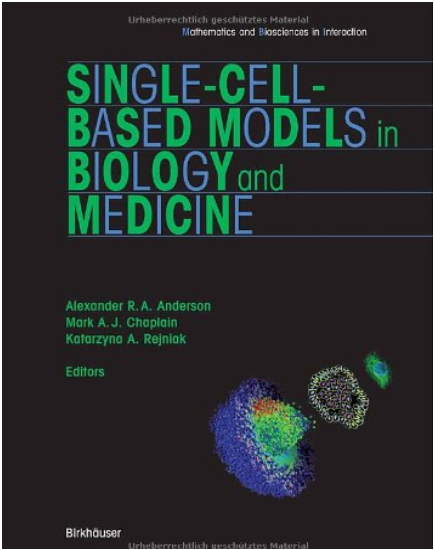 Urheberrechtlich geschütztes Material
Mathematics and Biosciences in Interaction
SINGLE-CELL-
BASED MODELS in
BIOLOGY and
MEDICINE
Alexander R.A. Anderson
Mark A.J. Chaplain
Katarzyna A. Rejniak
Editors
Birkhäuser
Urheberrechtlich geschütztes Material